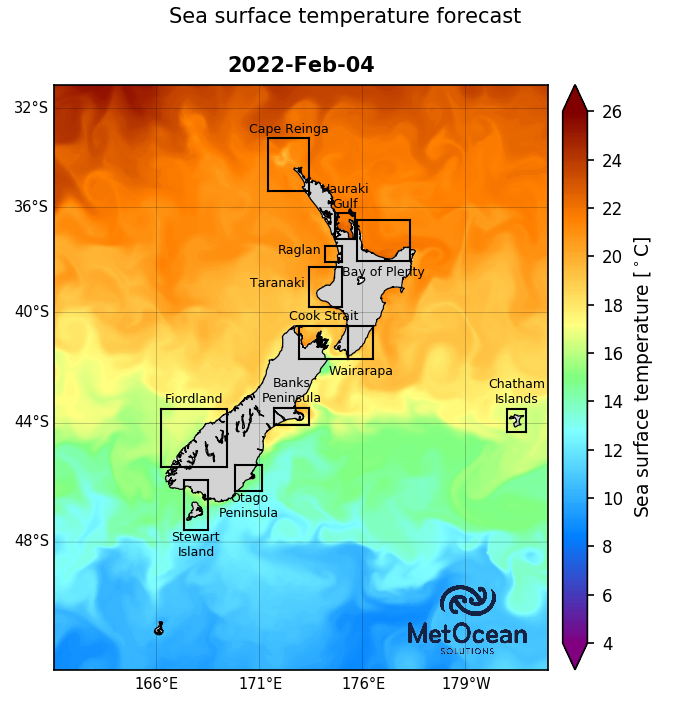 Sea surface temperature forecast
2022-Feb-04
32°S
36°S
40°S
44°S
48°S
166°E
171°E
176°E
179°W
Cape Reinga
Hauraki
Gulf
Raglan
Bay of Plenty
Taranaki
Cook Strait
Wairarapa
Banks
Peninsula
Chatham
Islands
Fiordland
Otago
Peninsula
Stewart
Island
MetOcean
SOLUTIONS
26
24
22
20
18
16
14
12
10
8
6
4
Sea surface temperature [°C]